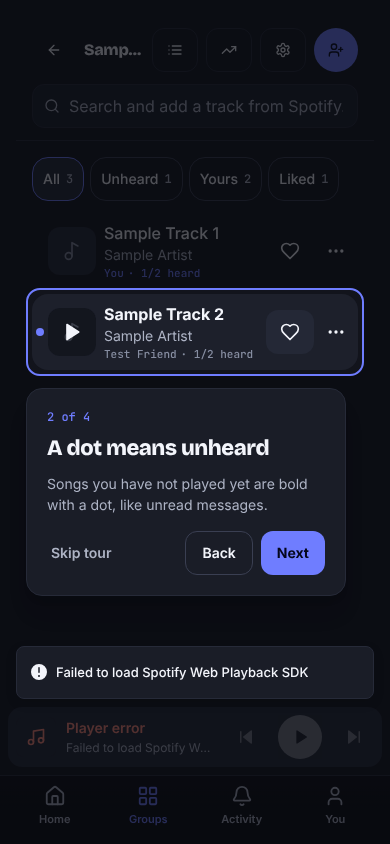 Samp...
Search and add a track from Spotify
All 3
Unheard 1
Yours 2
Liked 1
Sample Track 1
Sample Artist
You · 1/2 heard
Sample Track 2
Sample Artist
Test Friend · 1/2 heard
2 of 4
A dot means unheard
Songs you have not played yet are bold
with a dot, like unread messages.
Skip tour
Back
Next
Failed to load Spotify Web Playback SDK
Player error
Failed to load Spotify W...
Home
Groups
Activity
You